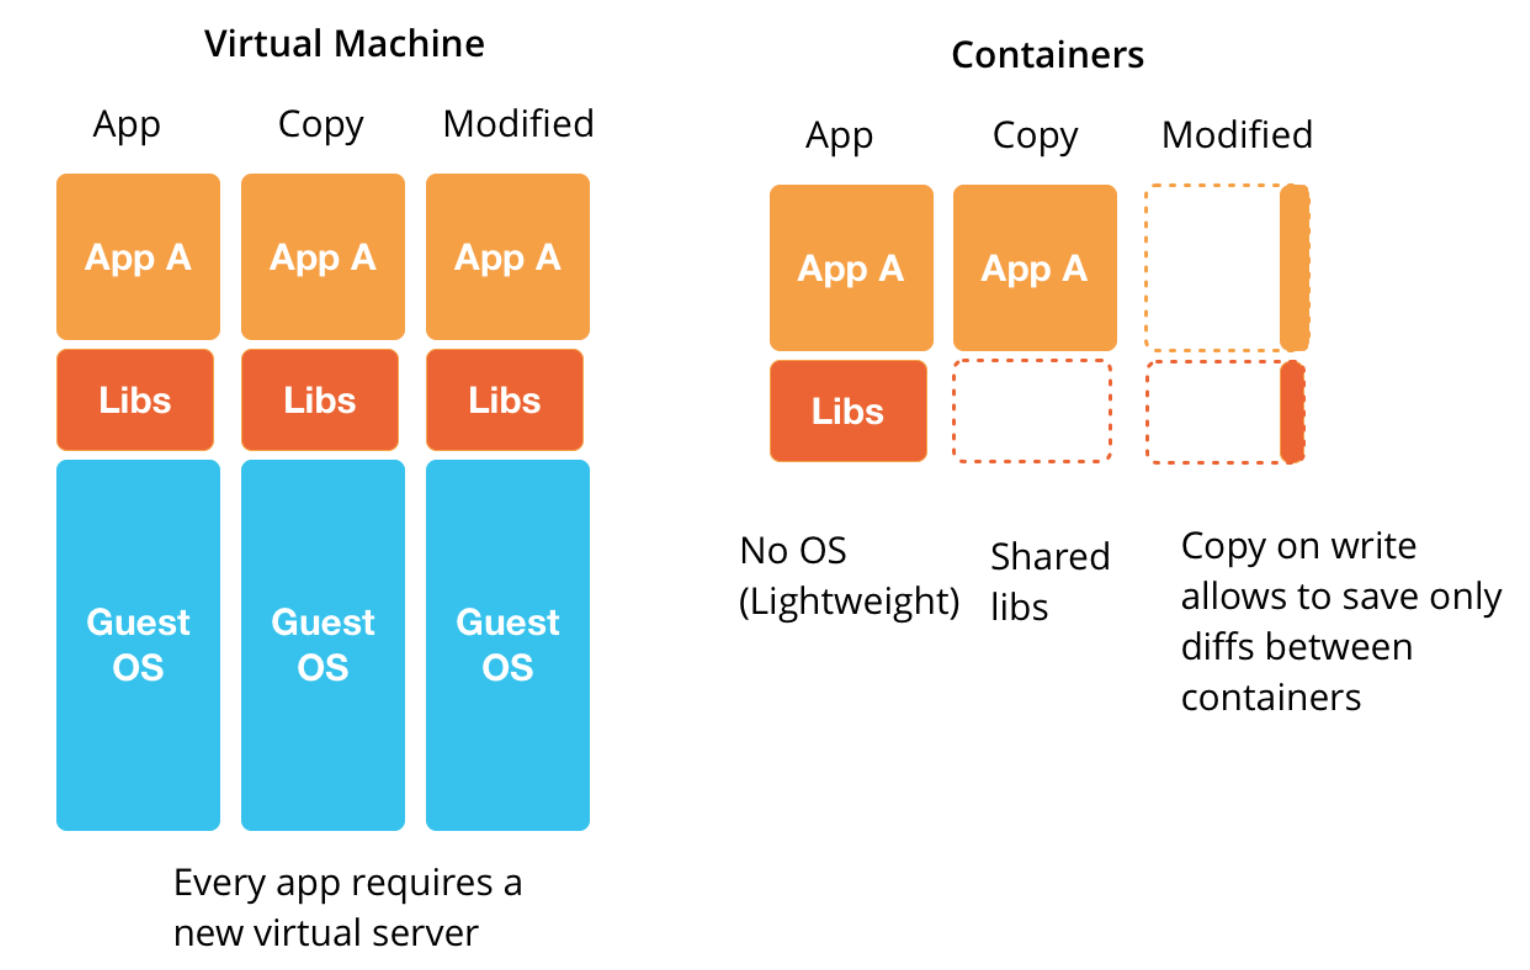 Virtual Machine
App Copy Modified
App A App A App A
Libs Libs Libs
Guest OS Guest OS Guest OS
Every app requires a
new virtual server
Containers
App Copy Modified
App A App A
Libs
No OS
(Lightweight)
Shared
libs
Copy on write
allows to save only
diffs between
containers